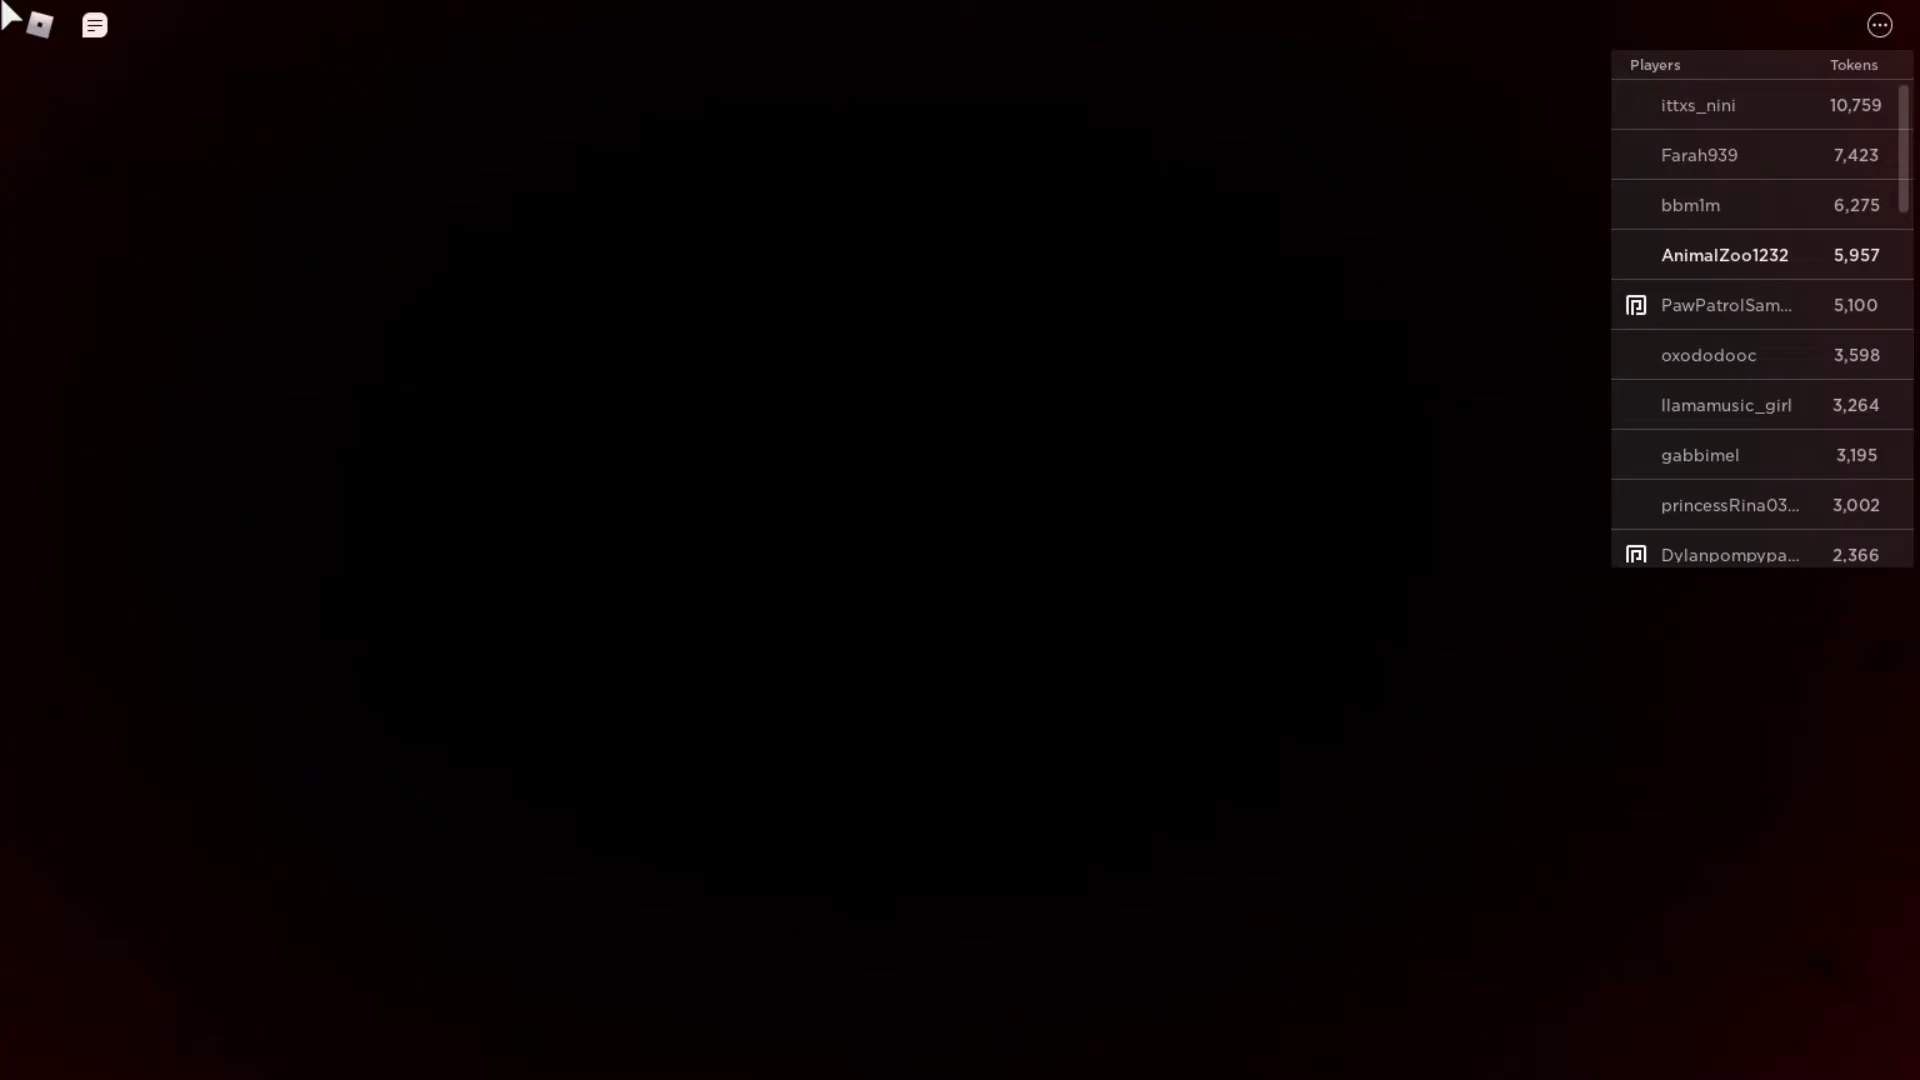 Players Tokens
ittxs_nini 10,759
Farah939 7,423
bbm1m 6,275
AnimalZoo1232 5,957
PawPatrolSam... 5,100
oxododooc 3,598
llamamusic_girl 3,264
gabbimel 3,195
princessRina03... 3,002
Dylanpompypa... 2,366